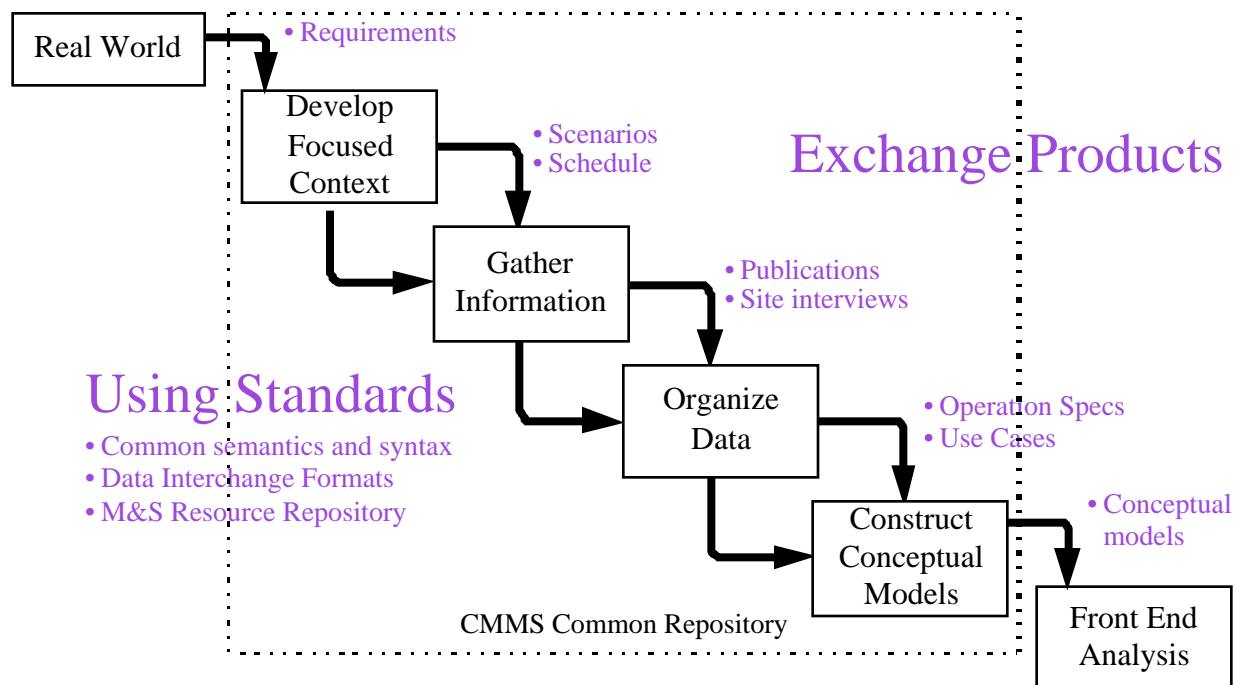 Real World
• Requirements
Develop
Focused
Context
• Scenarios
• Schedule
Exchange Products
Gather
Information
• Publications
• Site interviews
Using Standards
• Common semantics and syntax
• Data Interchange Formats
• M&S Resource Repository
Organize
Data
• Operation Specs
• Use Cases
Construct
Conceptual
Models
• Conceptual
models
CMMS Common Repository
Front End
Analysis